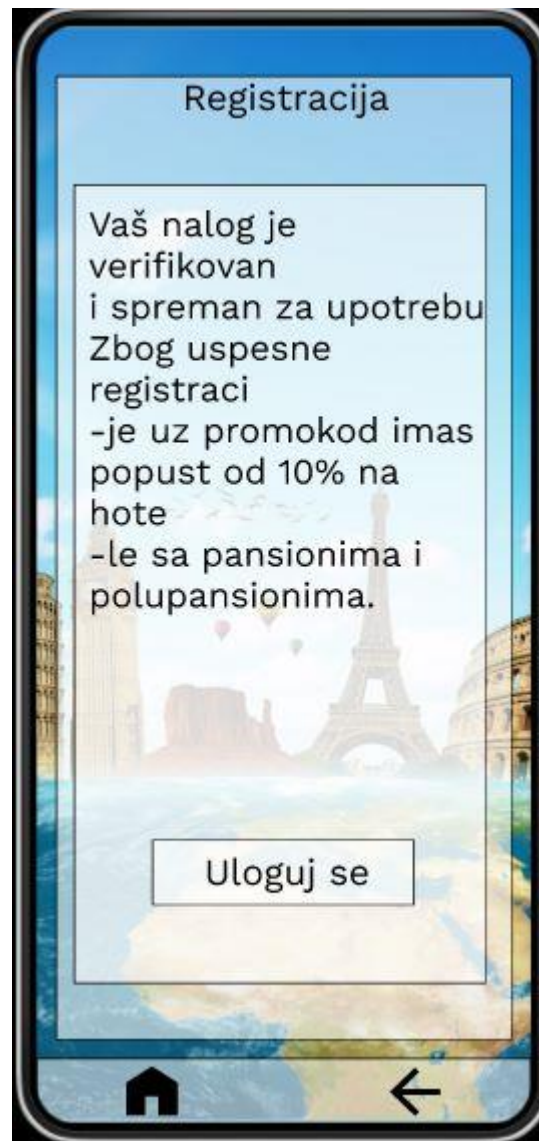 Registracija
Vaš nalog je
verifikovan
i spreman za upotrebu
Zbog uspesne
registraci
-je uz promokod imas
popust od 10% na
hote
-le sa pansionima i
polupansionima.
Uloguj se